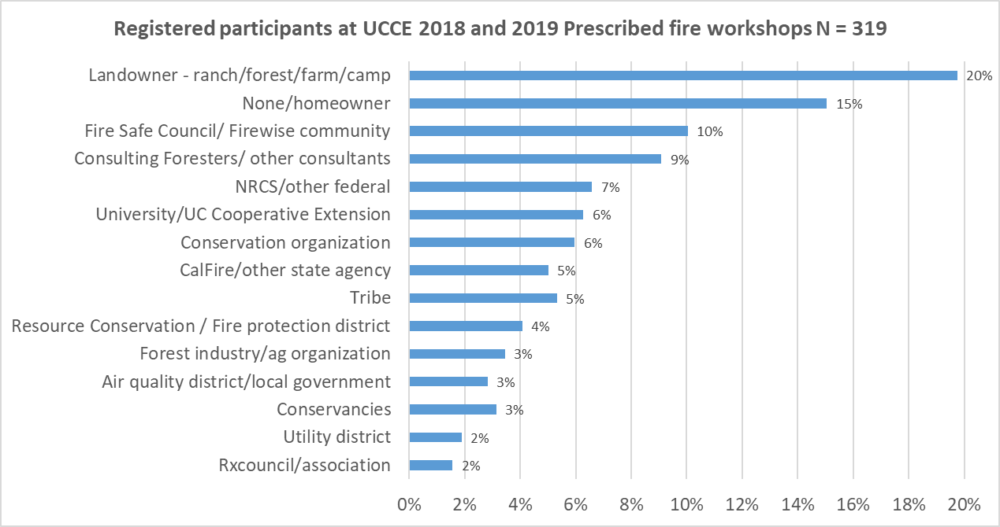 Registered participants at UCCE 2018 and 2019 Prescribed fire workshops N = 319
Landowner - ranch/forest/farm/camp 20%
None/homeowner 15%
Fire Safe Council/ Firewise community 10%
Consulting Foresters/ other consultants 9%
NRCS/other federal 7%
University/UC Cooperative Extension 6%
Conservation organization 6%
CalFire/other state agency 5%
Tribe 5%
Resource Conservation / Fire protection district 4%
Forest industry/ag organization 3%
Air quality district/local government 3%
Conservancies 3%
Utility district 2%
Rxcouncil/association 2%
0% 2% 4% 6% 8% 10% 12% 14% 16% 18% 20%